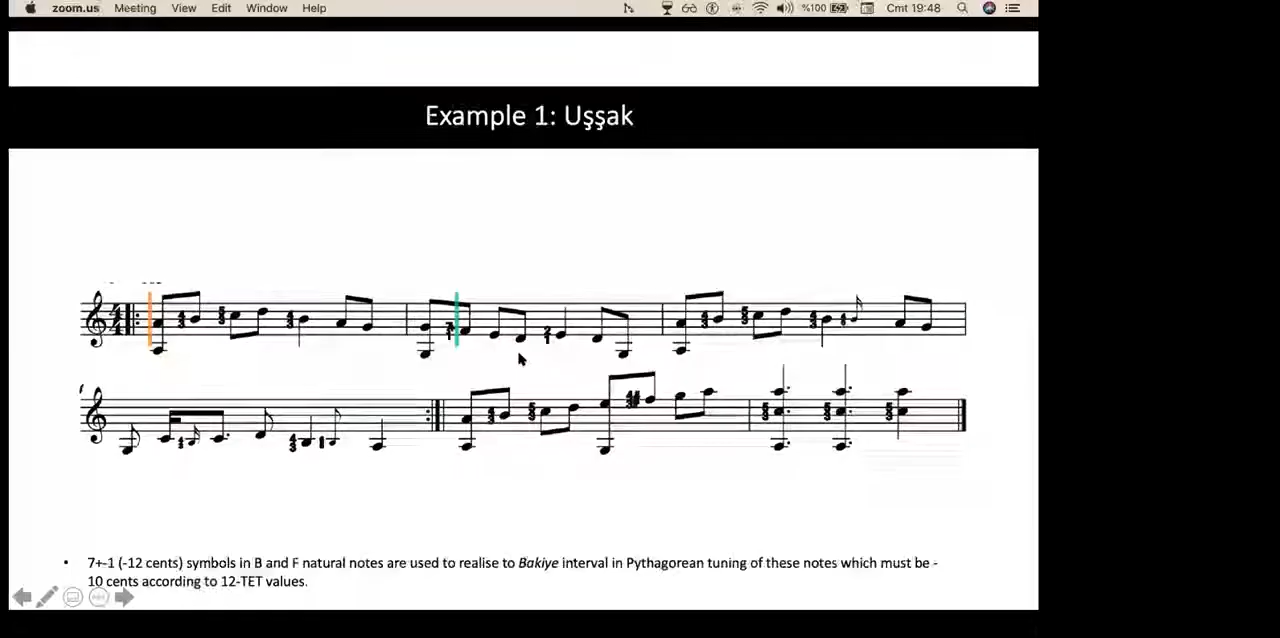 zoom.us Meeting View Edit Window Help %100 Cmt 19:48
Example 1: Uşşak
• 7+-1 (-12 cents) symbols in B and F natural notes are used to realise to Bakiye interval in Pythagorean tuning of these notes which must be -
10 cents according to 12-TET values.